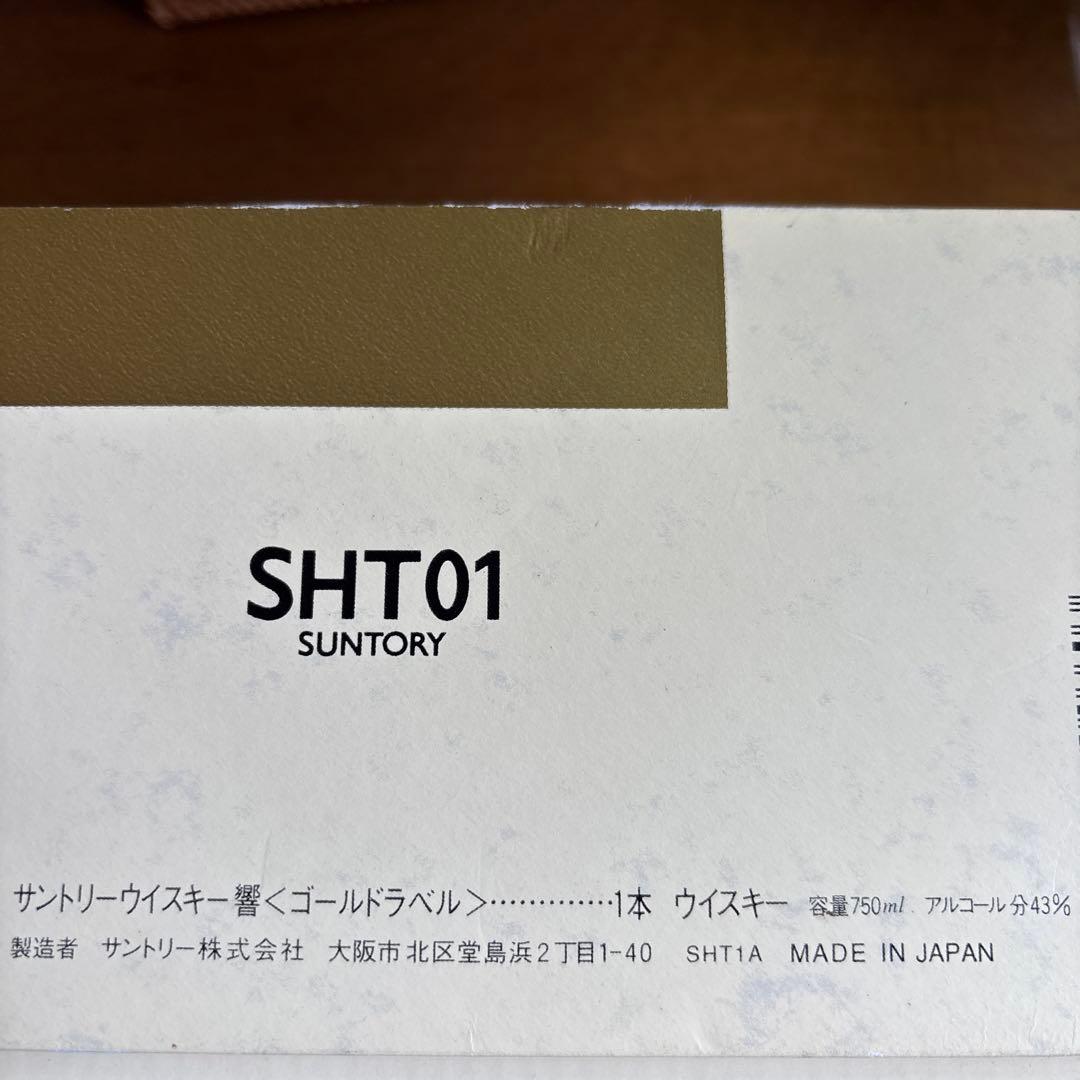 SHT01
SUNTORY
サントリーウイスキー響<ゴールドラベル>·············1本 ウイスキー 容量750ml アルコール分43%
製造者 サントリー株式会社 大阪市北区堂島浜2丁目1-40 SHT1A MADE IN JAPAN